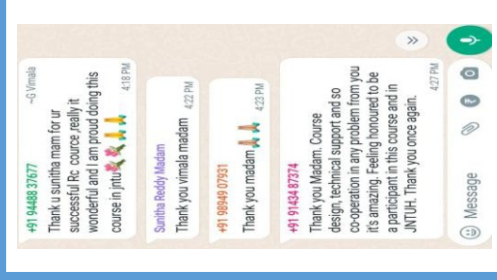 +91 94488 37677 ~G Vimala
Thank u sunitha mam for ur
successful Rc cource ,really it
wonderful and I am proud doing this
course in jntu
4:18 PM
Sunitha Reddy Madam
Thank you vimala madam
4:22 PM
+91 98949 07931
Thank you madam
4:23 PM
+91 91434 87374
Thank you Madam. Course
design, technical support and so
co-operation in any problem from you
it's amazing. Feeling honoured to be
a participant in this course and in
JNTUH. Thank you once again.
4:27 PM
Message